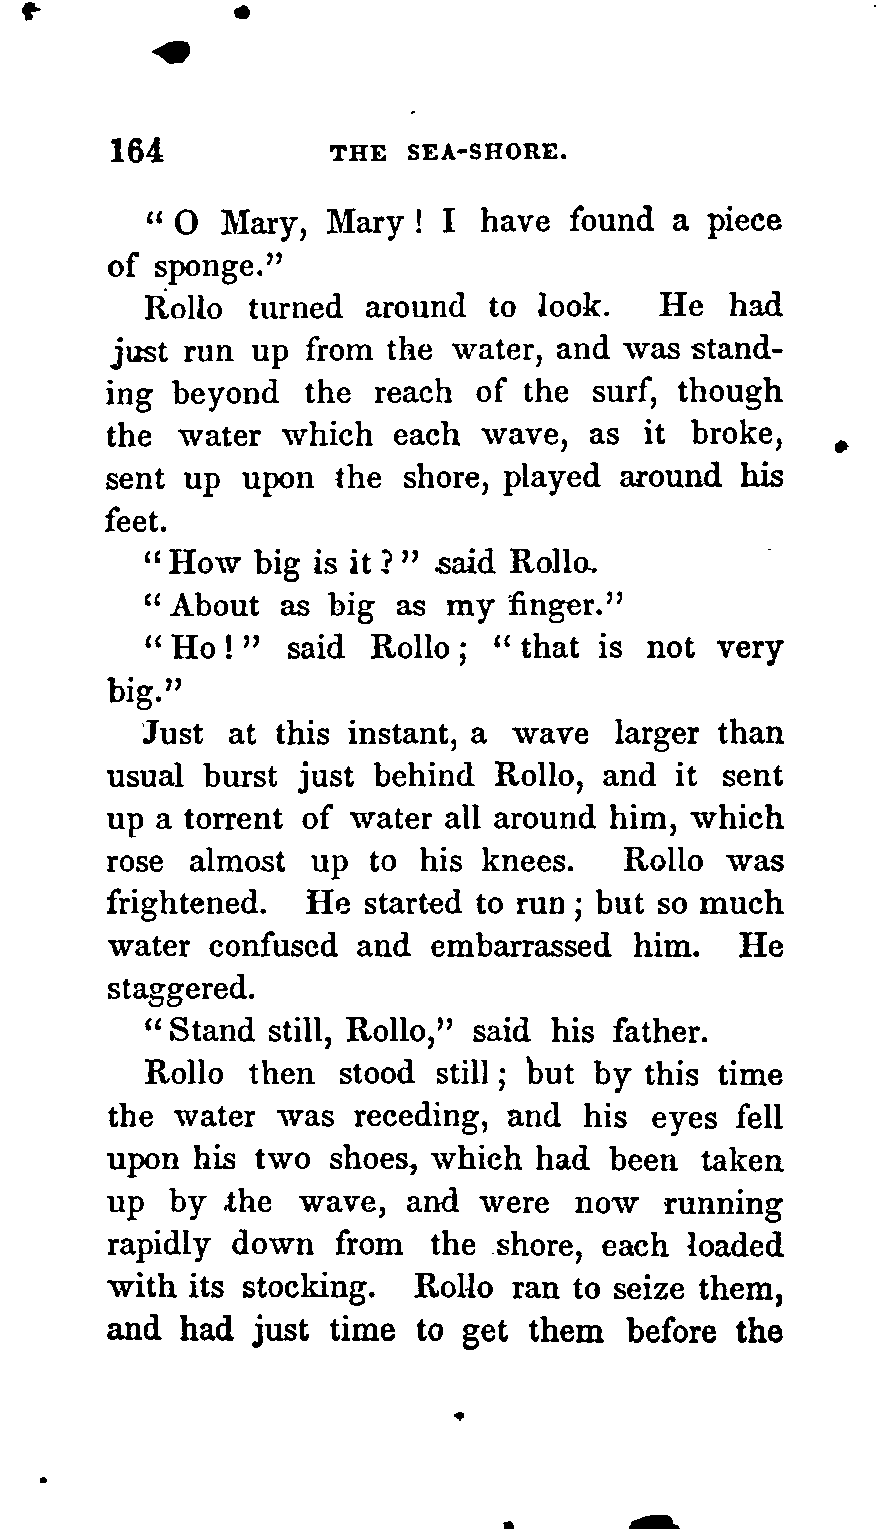 164 THE SEA-SHORE.
“ O Mary, Mary ! I have found a piece
of sponge.”
Rollo turned around to look. He had
just run up from the water, and was stand-
ing beyond the reach of the surf, though
the water which each wave, as it broke,
sent up upon the shore, played around his
feet.
“ How big is it ? ” said Rollo.
“ About as big as my finger.”
“ Ho ! ” said Rollo ; “ that is not very
big.”
Just at this instant, a wave larger than
usual burst just behind Rollo, and it sent
up a torrent of water all around him, which
rose almost up to his knees. Rollo was
frightened. He started to run ; but so much
water confused and embarrassed him. He
staggered.
“ Stand still, Rollo,” said his father.
Rollo then stood still ; but by this time
the water was receding, and his eyes fell
upon his two shoes, which had been taken
up by the wave, and were now running
rapidly down from the shore, each loaded
with its stocking. Rollo ran to seize them,
and had just time to get them before the